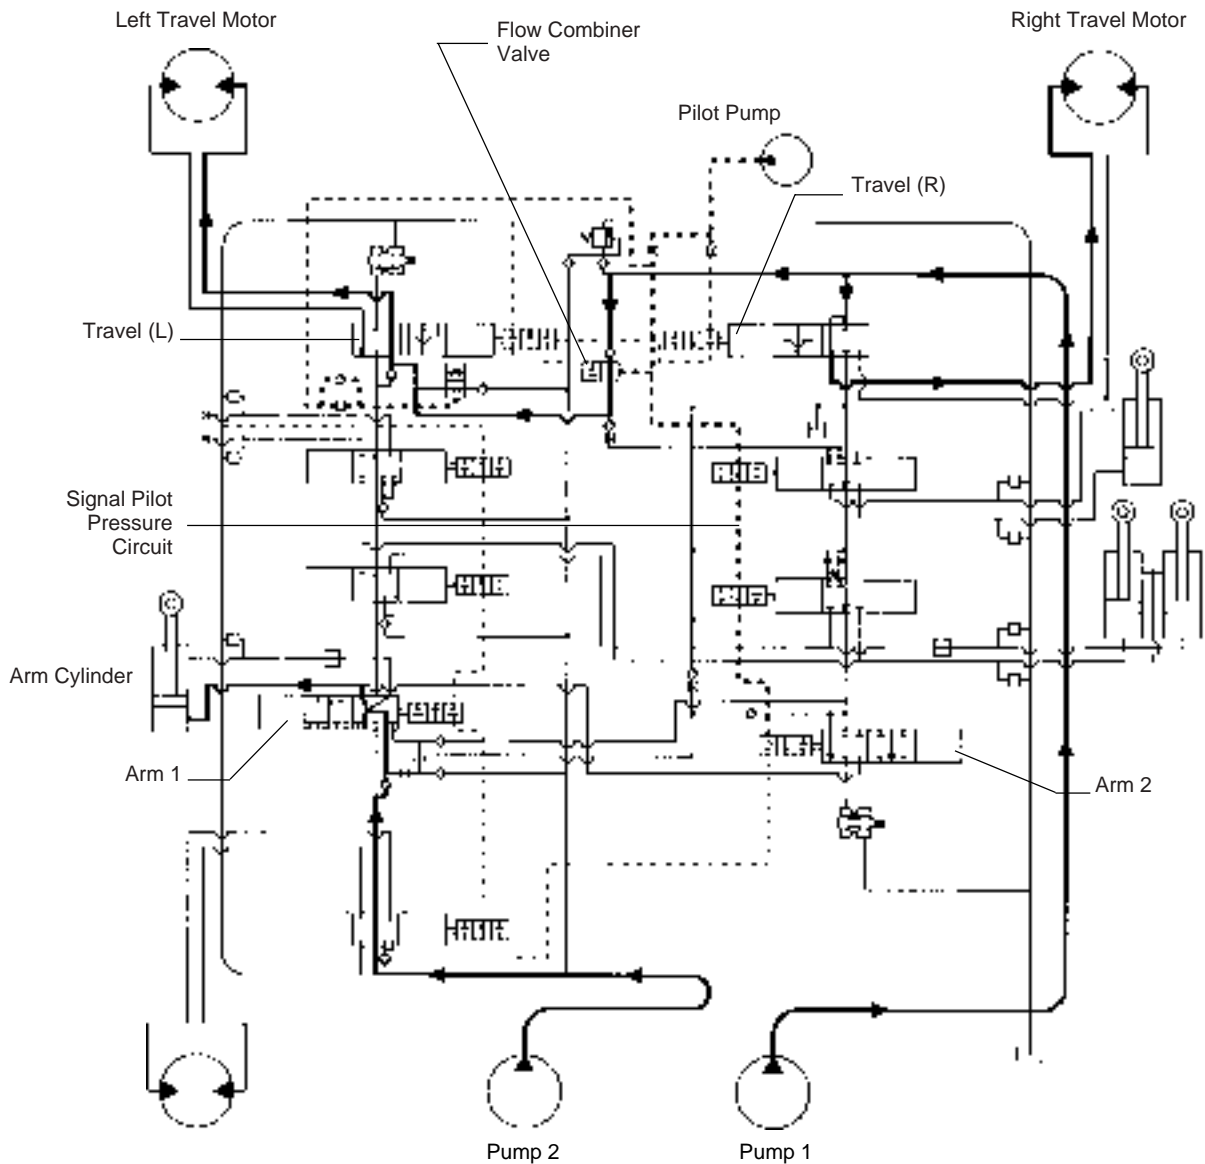 Left Travel Motor
Flow Combiner
Valve
Right Travel Motor
Pilot Pump
Travel (R)
Travel (L)
Signal Pilot
Pressure
Circuit
Arm Cylinder
Arm 1
Arm 2
Pump 2
Pump 1